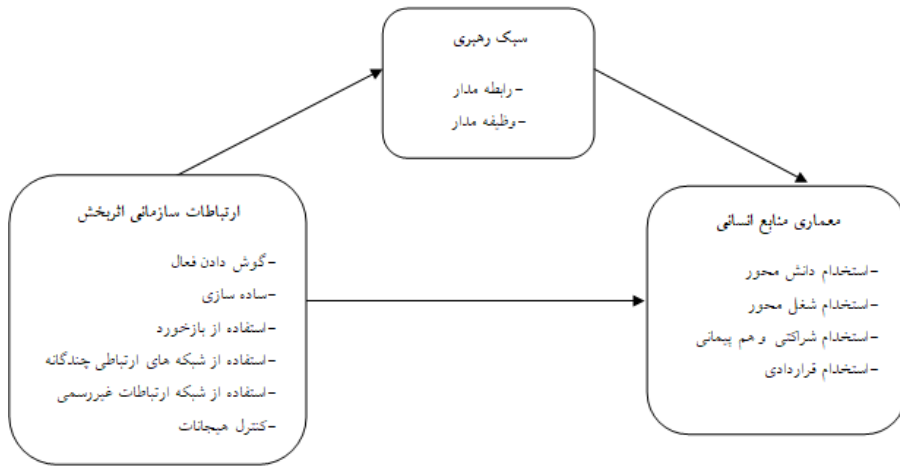 سبک رهبری
-رابطه مدار
-وظیفه مدار
معماری منابع انسانی
-استخدام دانش محور
-استخدام شغل محور
-استخدام شراکتی و هم پیمانی
-استخدام قراردادی
ارتباطات سازمانی اثربخش
-گوش دادن فعال
-ساده سازی
-استفاده از بازخورد
-استفاده از شبکه های ارتباطی چندگانه
-استفاده از شبکه ارتباطات غیررسمی
-کنترل هیجانات